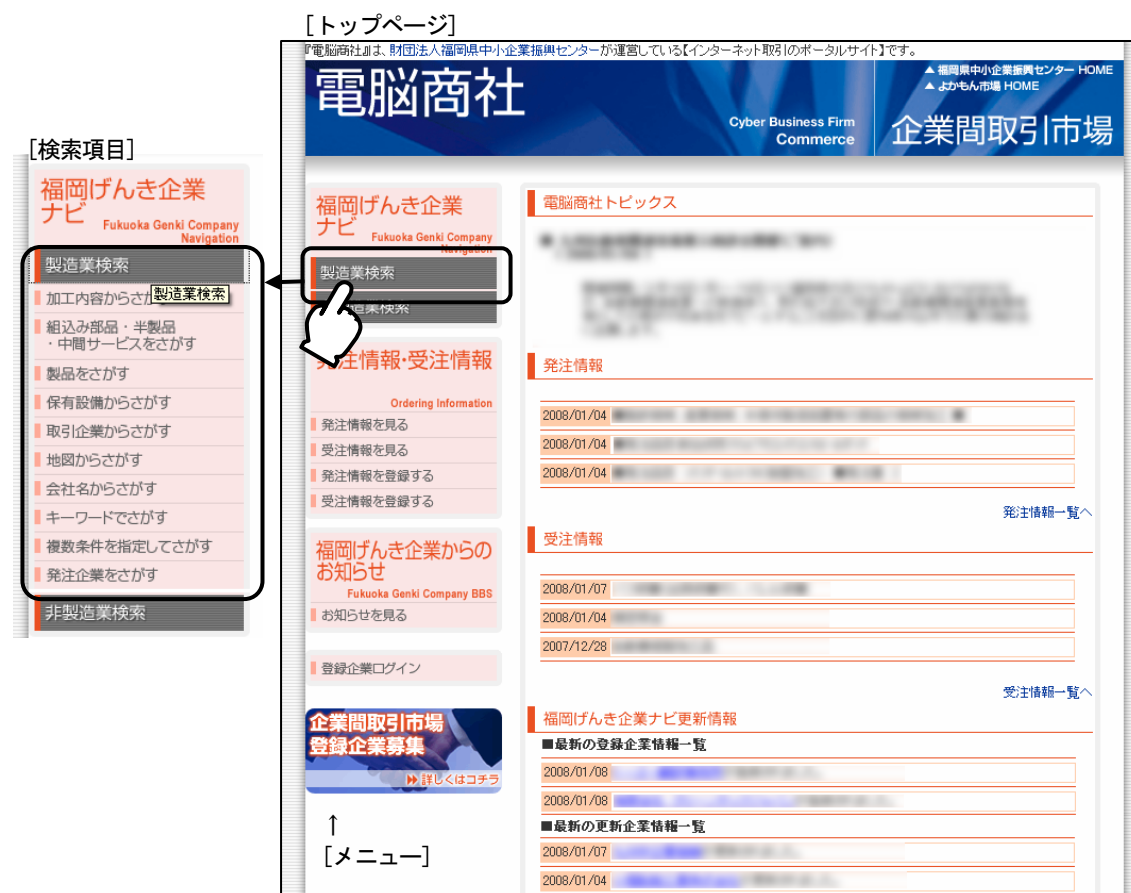 [トップページ]
『電脳商社』は、財団法人福岡県中小企業振興センターが運営している【インターネット取引のポータルサイト】です。
電脳商社
▲ 福岡県中小企業振興センター HOME
▲ よかもん市場 HOME
Cyber Business Firm
Commerce
企業間取引市場
[検索項目]
福岡げんき企業
ナビ
Fukuoka Genki Company
Navigation
製造業検索
製造業検索
加工内容からさが
組込み部品・半製品
・中間サービスをさがす
製品をさがす
保有設備からさがす
取引企業からさがす
地図からさがす
会社名からさがす
キーワードでさがす
複数条件を指定してさがす
発注企業をさがす
非製造業検索
福岡げんき企業
ナビ
Fukuoka Genki Company
Navigation
製造業検索
造業検索
注情報・受注情報
Ordering Information
発注情報を見る
受注情報を見る
発注情報を登録する
受注情報を登録する
福岡げんき企業からの
お知らせ
Fukuoka Genki Company BBS
お知らせを見る
登録企業ログイン
企業間取引市場
登録企業募集
詳しくはコチラ
↑
[メニュー]
電脳商社トピックス
発注情報
2008/01/04
2008/01/04
2008/01/04
発注情報一覧へ
受注情報
2008/01/07
2008/01/04
2007/12/28
受注情報一覧へ
福岡げんき企業ナビ更新情報
■最新の登録企業情報一覧
2008/01/08
2008/01/08
■最新の更新企業情報一覧
2008/01/07
2008/01/04